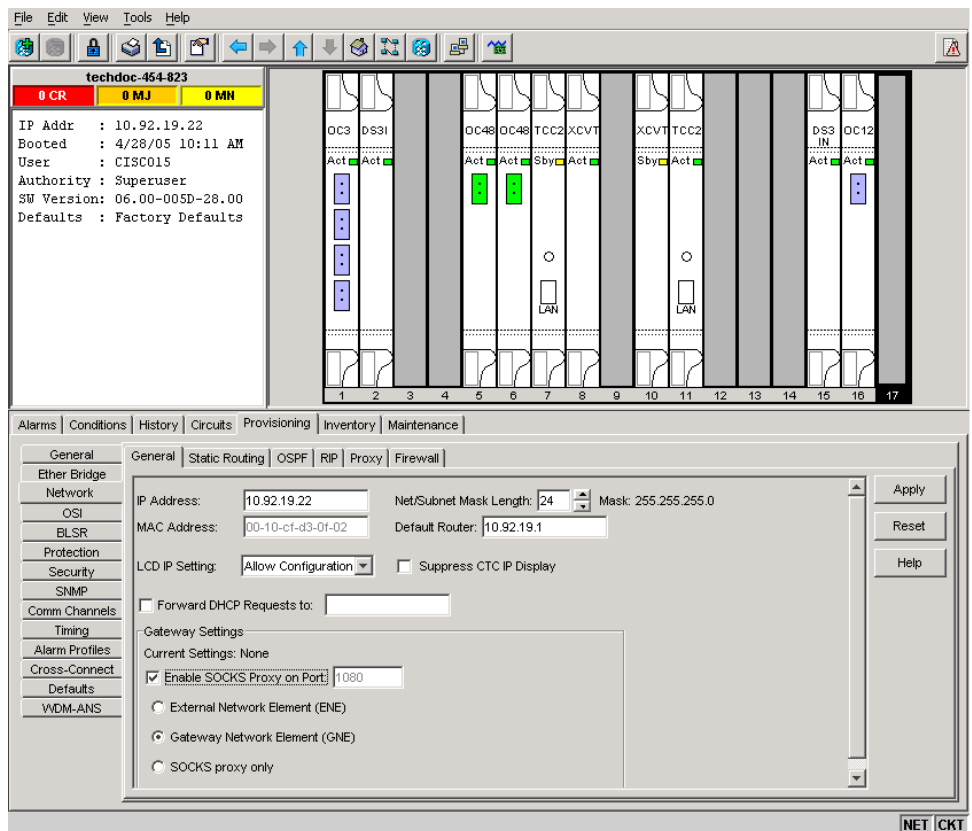 File Edit View Tools Help
techdoc-454-823
0 CR 0 MJ 0 MN
IP Addr : 10.92.19.22
Booted : 4/28/05 10:11 AM
User : CISCO15
Authority : Superuser
SW Version: 06.00-005D-28.00
Defaults : Factory Defaults
OC3 DS3I OC48 OC48 TCC2 XCVT XCVT TCC2 DS3 IN OC12
Act Act Act Act Sby Act Sby Act Act Act
LAN LAN
1 2 3 4 5 6 7 8 9 10 11 12 13 14 15 16 17
Alarms Conditions History Circuits Provisioning Inventory Maintenance
General
Ether Bridge
Network
OSI
BLSR
Protection
Security
SNMP
Comm Channels
Timing
Alarm Profiles
Cross-Connect
Defaults
WDM-ANS
General Static Routing OSPF RIP Proxy Firewall
IP Address: 10.92.19.22 Net/Subnet Mask Length: 24 Mask: 255.255.255.0
MAC Address: 00-10-cf-d3-0f-02 Default Router: 10.92.19.1
LCD IP Setting: Allow Configuration Suppress CTC IP Display
Forward DHCP Requests to:
Gateway Settings
Current Settings: None
Enable SOCKS Proxy on Port: 1080
External Network Element (ENE)
Gateway Network Element (GNE)
SOCKS proxy only
Apply
Reset
Help
NET CKT